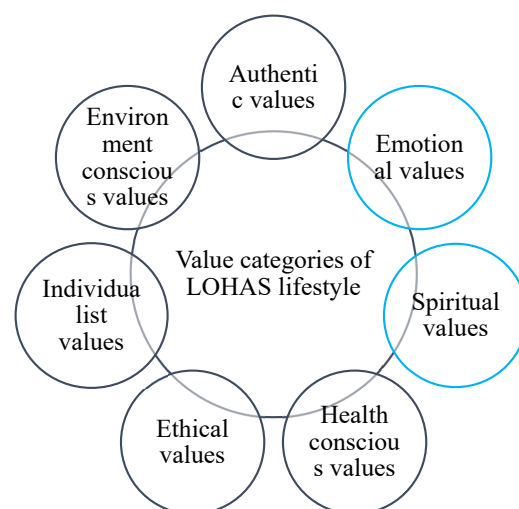 Authenti
c values
Emotion
al values
Spiritual
values
Health
consciou
s values
Ethical
values
Individua
list
values
Environ
ment
consciou
s values
Value categories of
LOHAS lifestyle